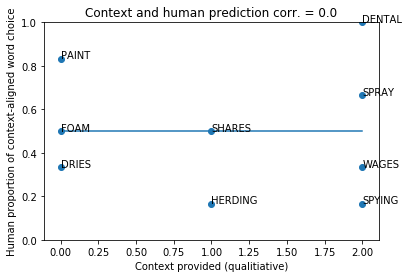 Context and human prediction corr. = 0.0
Human proportion of context-aligned word choice
1.0
0.8
0.6
0.4
0.2
0.0
DENTAL
PAINT
SPRAY
FOAM
SHARES
DRIES
WAGES
HERDING
SPYING
0.00 0.25 0.50 0.75 1.00 1.25 1.50 1.75 2.00
Context provided (qualitiative)